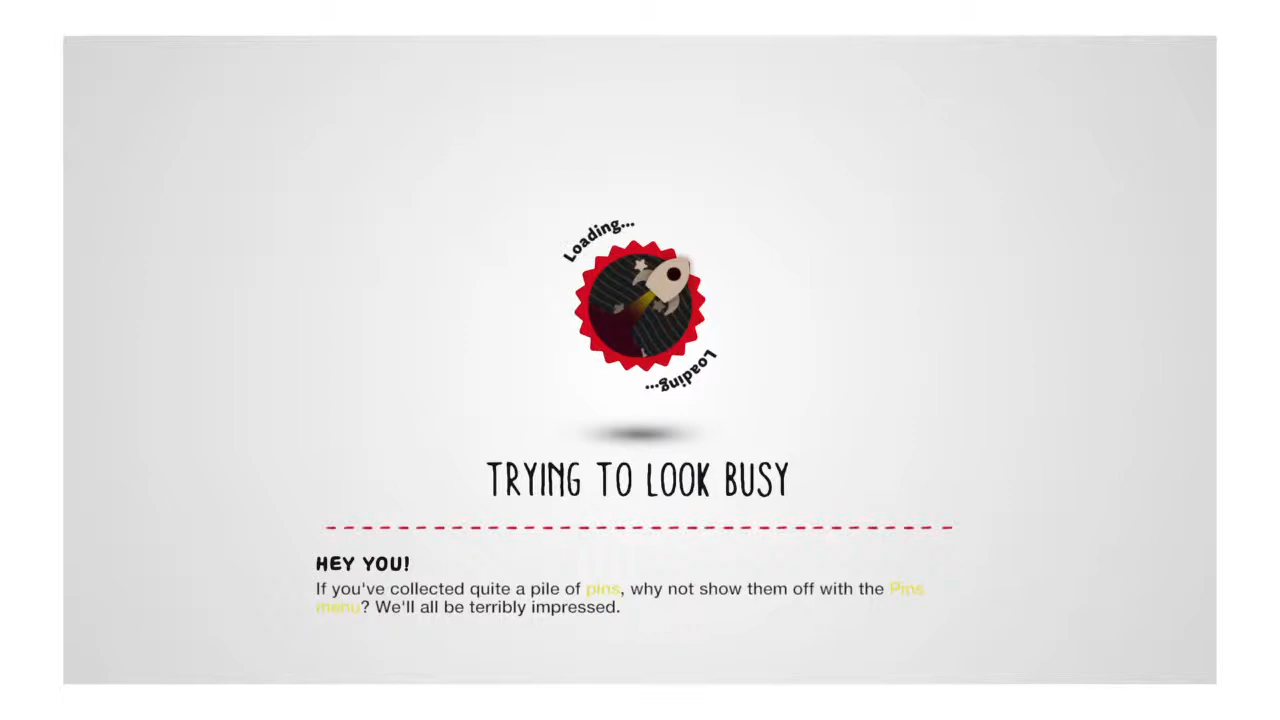 Loading...
Loading...
TRYING TO LOOK BUSY
HEY YOU!
If you've collected quite a pile of pins, why not show them off with the Pins
menu? We'll all be terribly impressed.